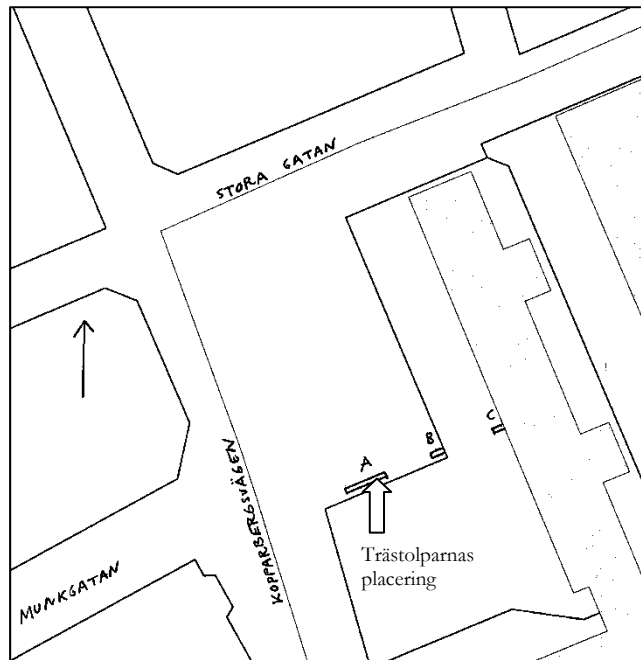 STORA GATAN
C
B
A
KOPPARBERGSVÄGEN
Trästolparnas
placering
MUNKGATAN